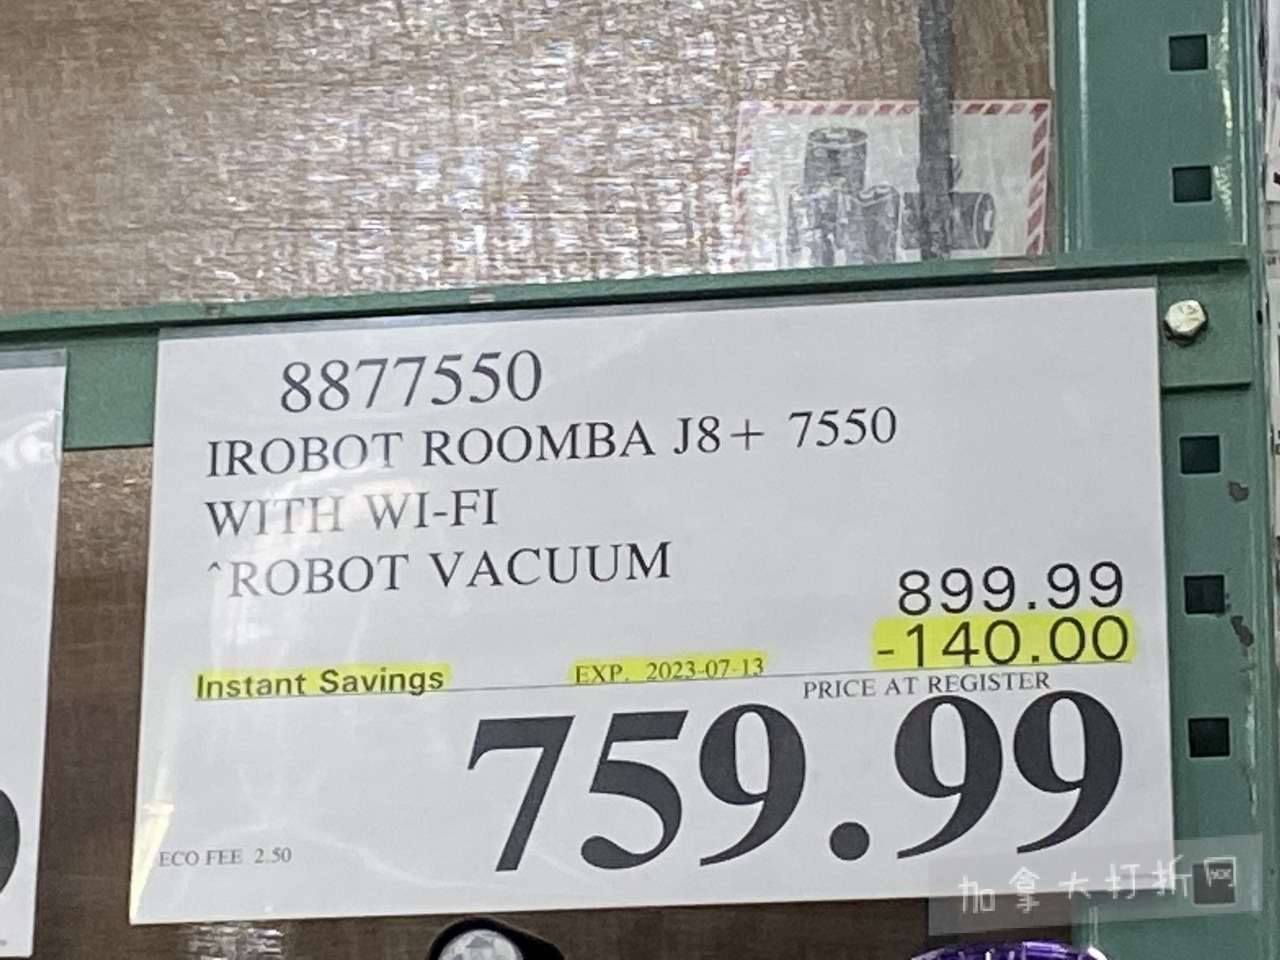 8877550
IROBOT ROOMBA J8+ 7550
WITH WI-FI
^ROBOT VACUUM
899.99
-140.00
Instant Savings EXP. 2023-07-13
PRICE AT REGISTER
759.99
ECO FEE 2.50
加拿大打折网